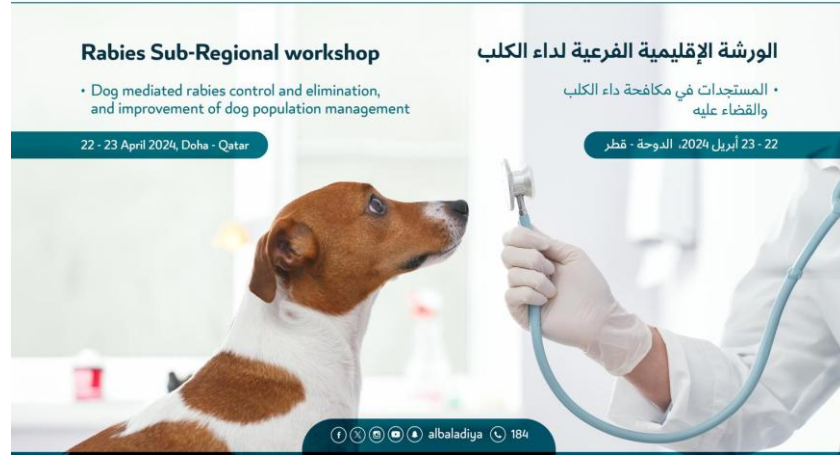 Rabies Sub-Regional workshop
• Dog mediated rabies control and elimination,
and improvement of dog population management
22 - 23 April 2024, Doha - Qatar
الورشة الإقليمية الفرعية لداء الكلب
• المستجدات في مكافحة داء الكلب
والقضاء عليه
22 - 23 أبريل 2024، الدوحة - قطر
albaladiya 184